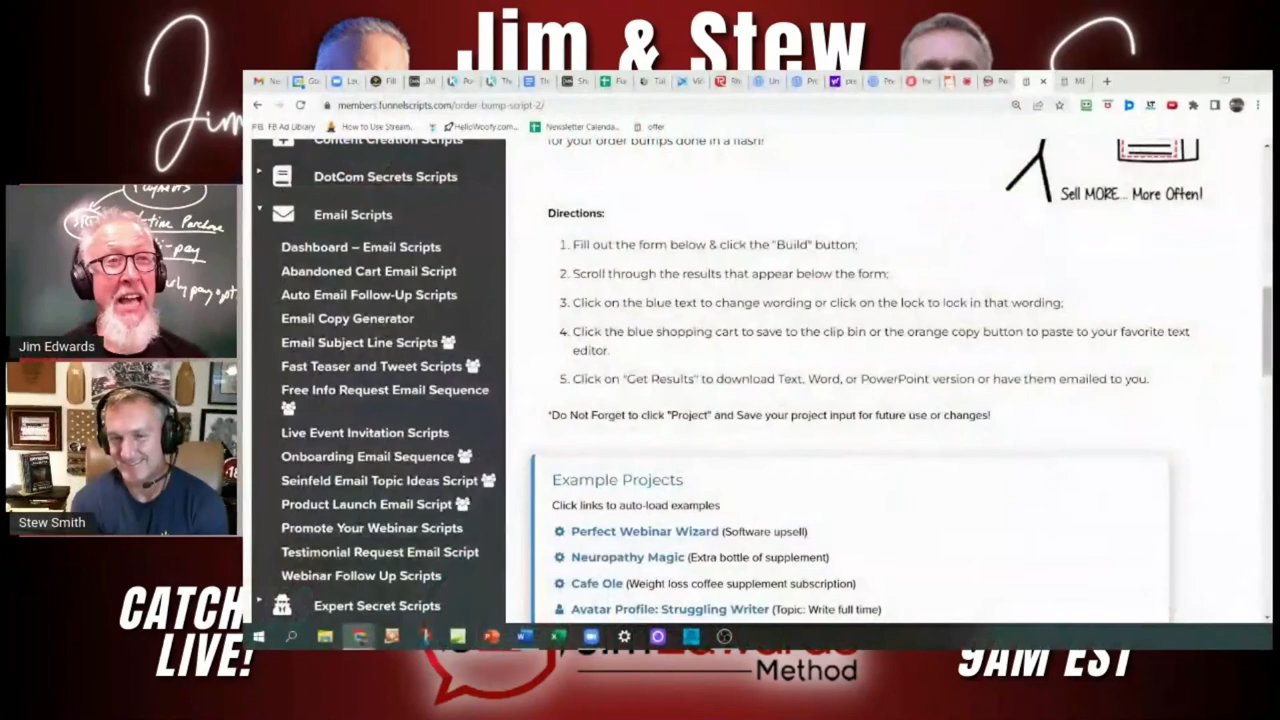 Jim & Stew
Jim
members.funnelscripts.com/order-bump-script-2/
FB Ad Library
How to Use Stream...
HelloWoofy.com...
Newsletter Calenda...
offer
Content Creation Scripts
DotCom Secrets Scripts
Email Scripts
Dashboard – Email Scripts
Abandoned Cart Email Script
Auto Email Follow-Up Scripts
Email Copy Generator
Email Subject Line Scripts
Fast Teaser and Tweet Scripts
Free Info Request Email Sequence
Live Event Invitation Scripts
Onboarding Email Sequence
Seinfeld Email Topic Ideas Script
Product Launch Email Script
Promote Your Webinar Scripts
Testimonial Request Email Script
Webinar Follow Up Scripts
Expert Secret Scripts
for your order bumps done in a flash!
Sell MORE... More Often!
Directions:
1. Fill out the form below & click the "Build" button;
2. Scroll through the results that appear below the form;
3. Click on the blue text to change wording or click on the lock to lock in that wording;
4. Click the blue shopping cart to save to the clip bin or the orange copy button to paste to your favorite text
editor.
5. Click on "Get Results" to download Text, Word, or PowerPoint version or have them emailed to you.
*Do Not Forget to click "Project" and Save your project input for future use or changes!
Example Projects
Click links to auto-load examples
Perfect Webinar Wizard (Software upsell)
Neuropathy Magic (Extra bottle of supplement)
Cafe Ole (Weight loss coffee supplement subscription)
Avatar Profile: Struggling Writer (Topic: Write full time)
Payments
Purchase
Jim Edwards
Stew Smith
CATCH
LIVE!
Method
9AM EST